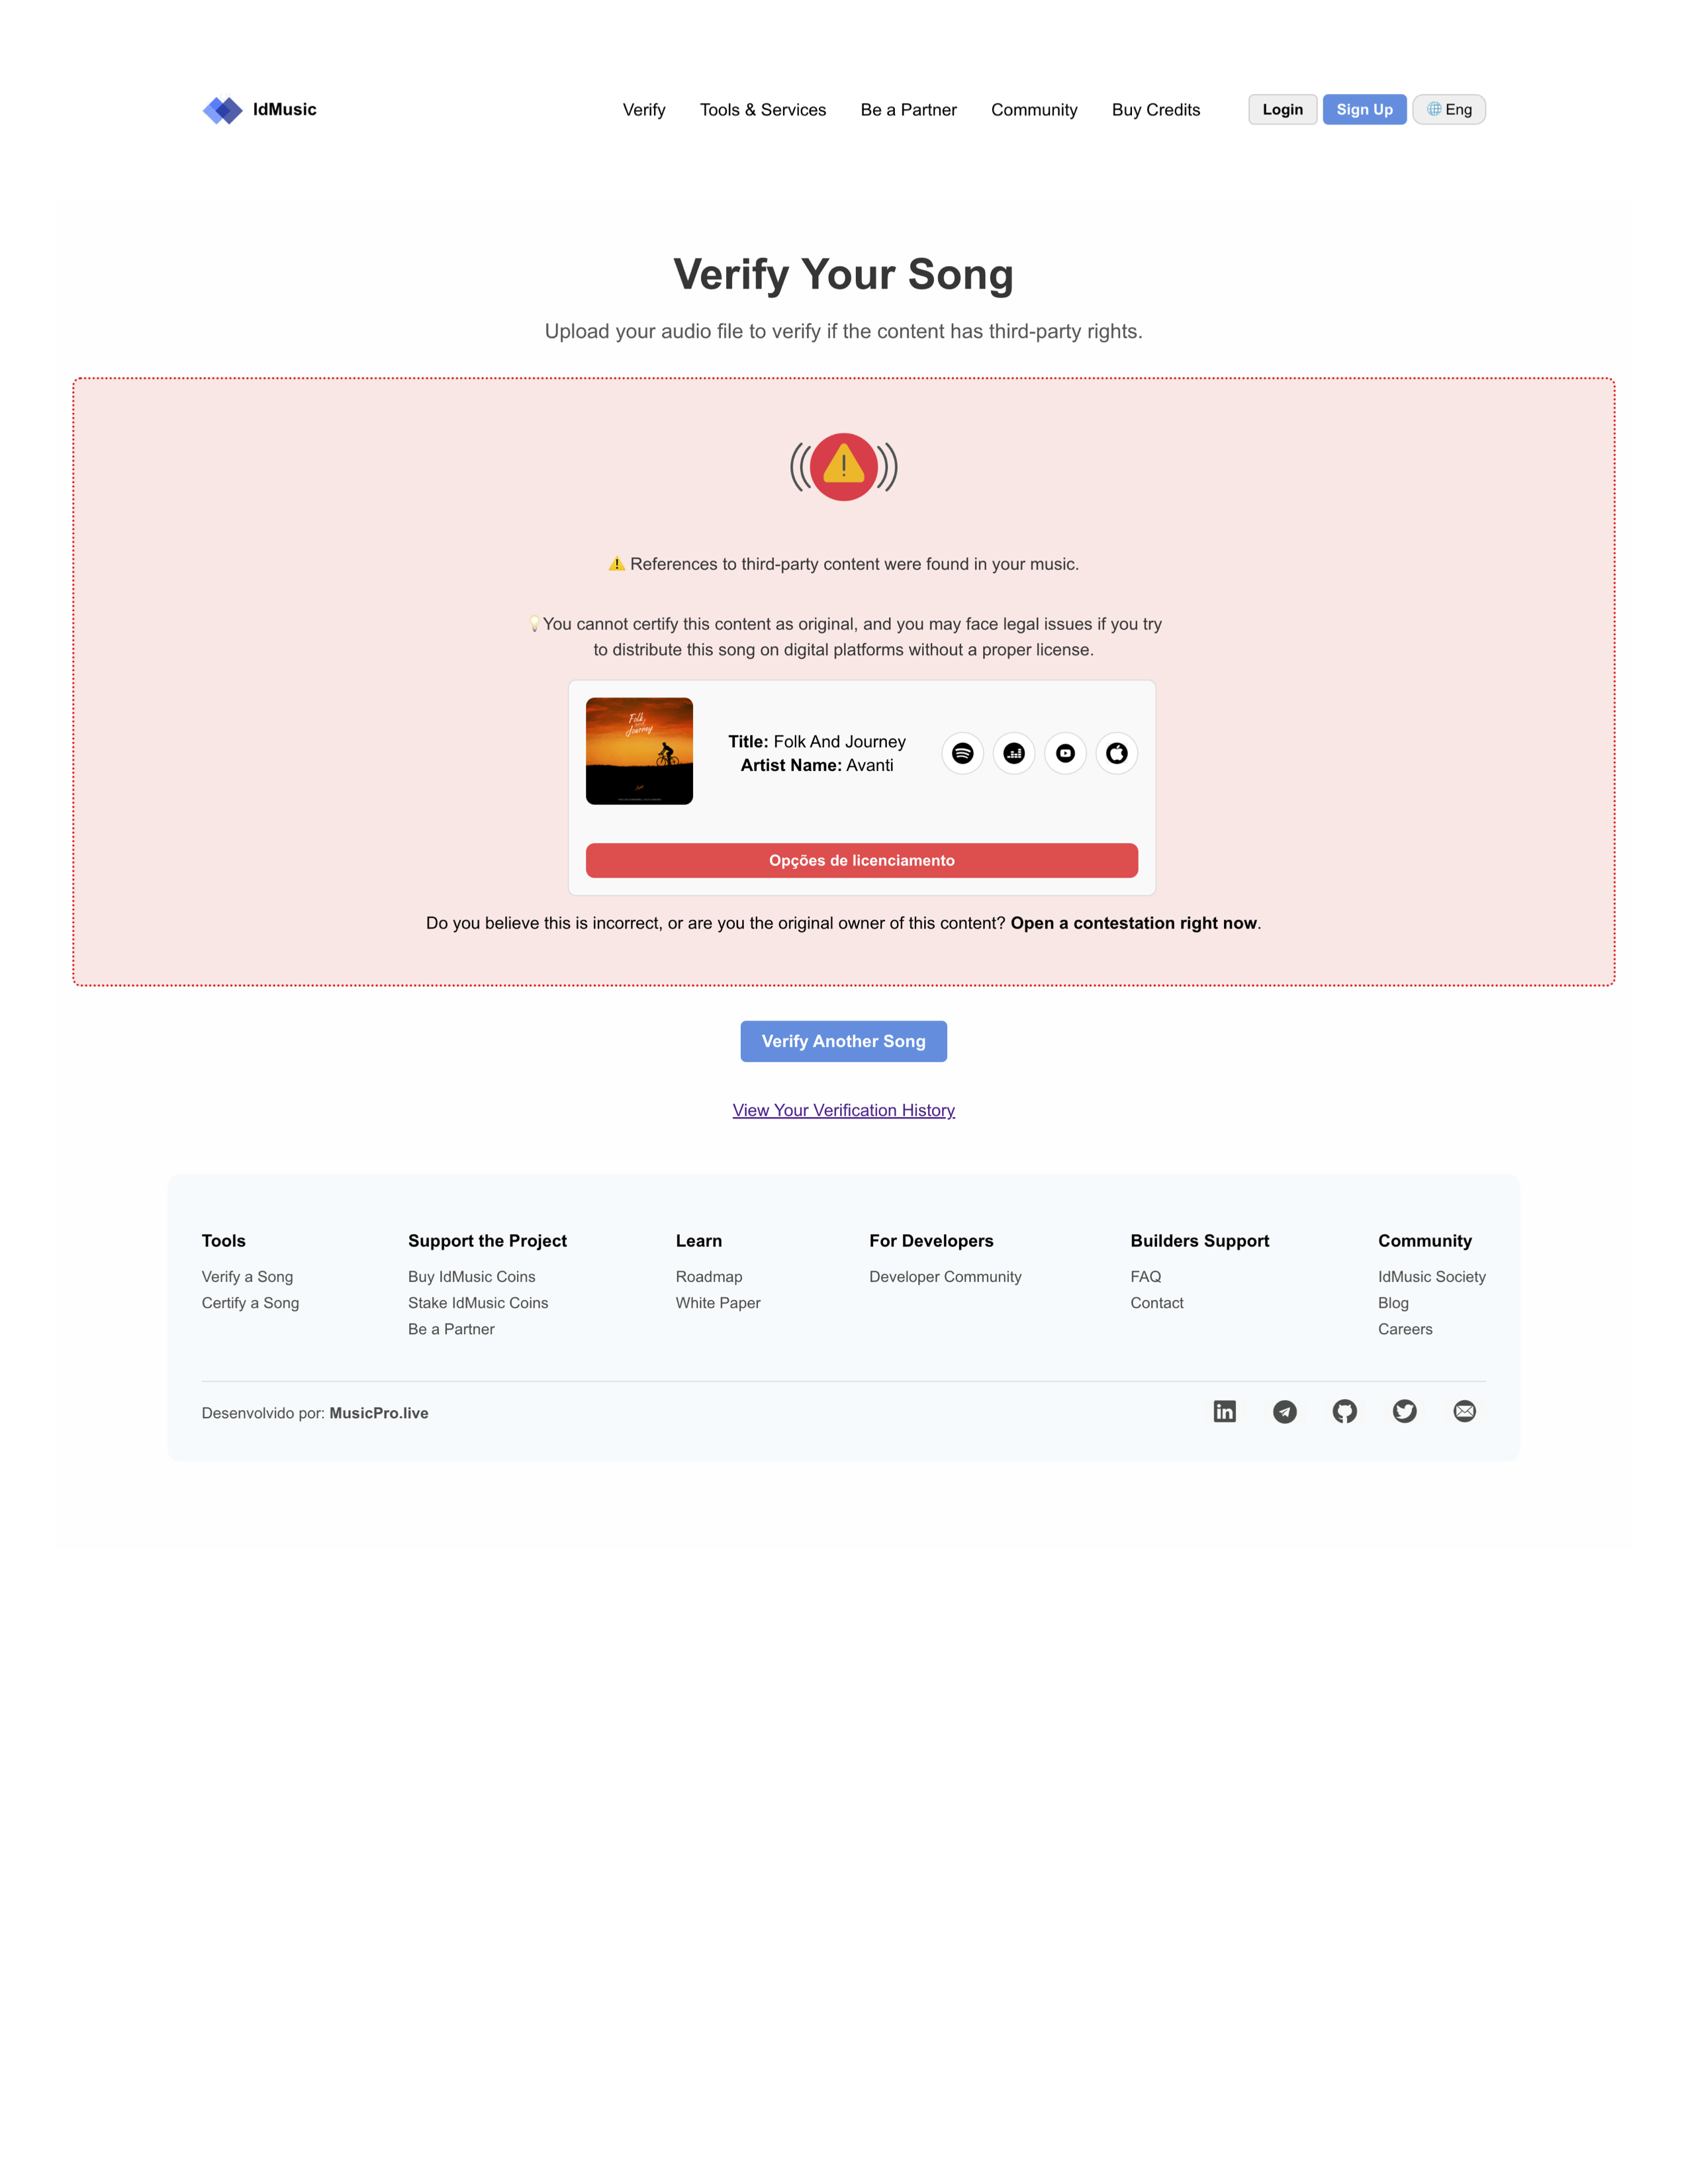 IdMusic
Verify
Tools & Services
Be a Partner
Community
Buy Credits
Login
Sign Up
Eng
Verify Your Song
Upload your audio file to verify if the content has third-party rights.
⚠️ References to third-party content were found in your music.
💡You cannot certify this content as original, and you may face legal issues if you try
to distribute this song on digital platforms without a proper license.
Folk
Journey
Title: Folk And Journey
Artist Name: Avanti
Opções de licenciamento
Do you believe this is incorrect, or are you the original owner of this content? Open a contestation right now.
Verify Another Song
View Your Verification History
Tools
Verify a Song
Certify a Song
Support the Project
Buy IdMusic Coins
Stake IdMusic Coins
Be a Partner
Learn
Roadmap
White Paper
For Developers
Developer Community
Builders Support
FAQ
Contact
Community
IdMusic Society
Blog
Careers
Desenvolvido por: MusicPro.live